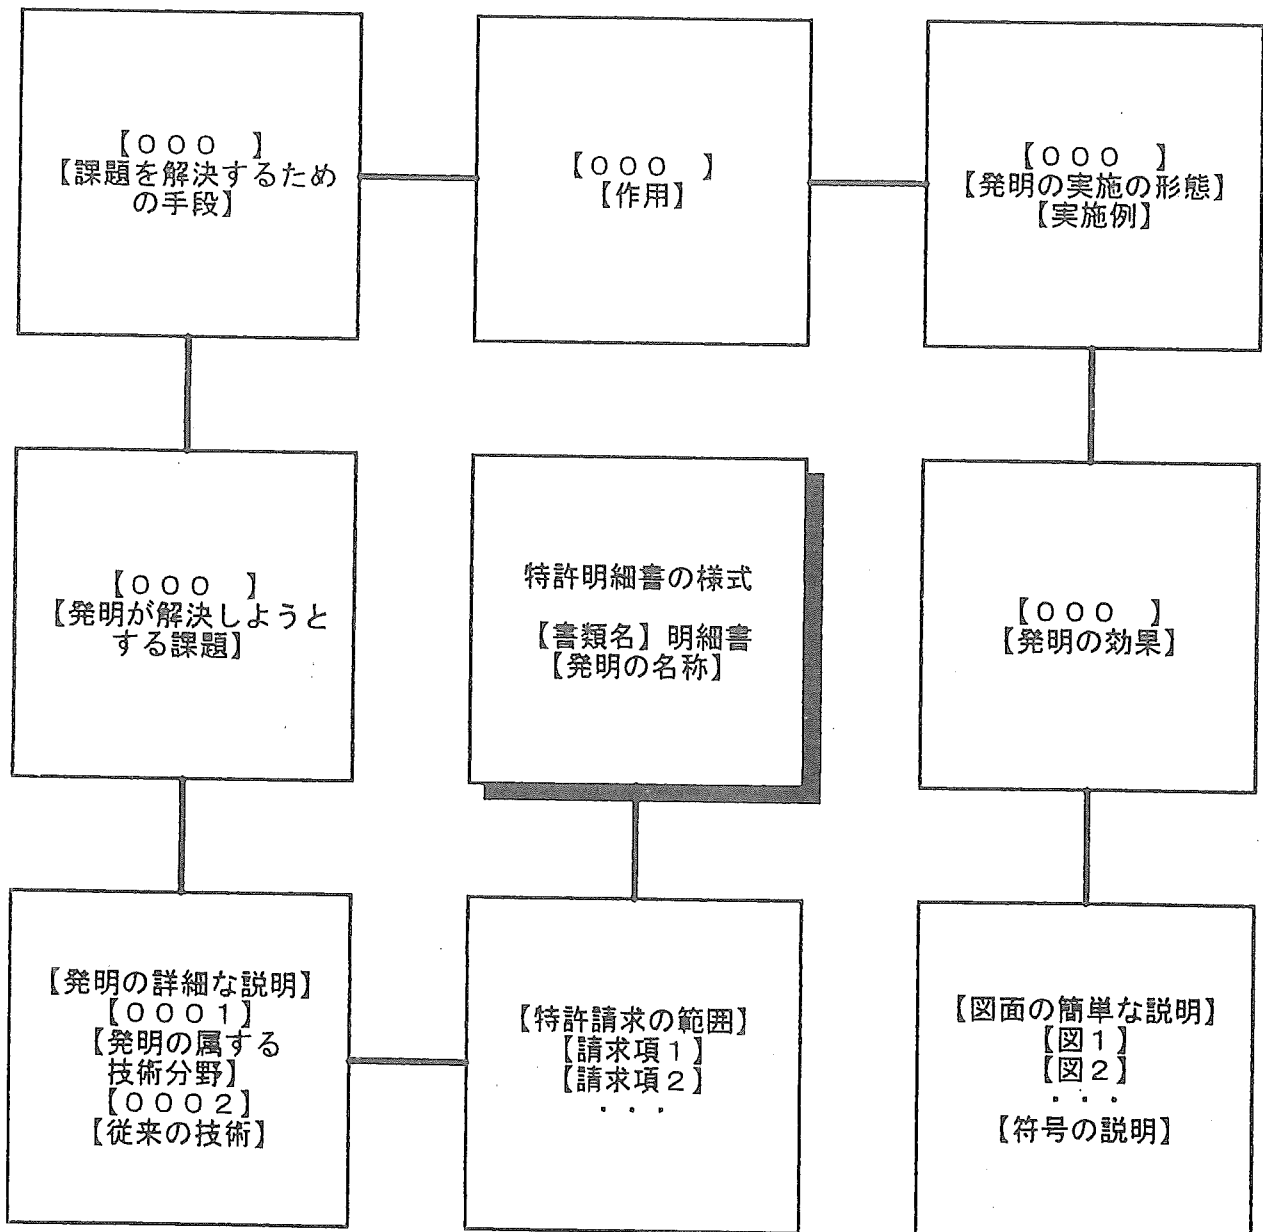 【０００　】
【課題を解決するため
の手段】
【０００　】
【作用】
【０００　】
【発明の実施の形態】
【実施例】
【０００　】
【発明が解決しようと
する課題】
特許明細書の様式
【書類名】明細書
【発明の名称】
【０００　】
【発明の効果】
【発明の詳細な説明】
【０００１】
【発明の属する
技術分野】
【０００２】
【従来の技術】
【特許請求の範囲】
【請求項１】
【請求項２】
・・・
【図面の簡単な説明】
【図１】
【図２】
・・・
【符号の説明】